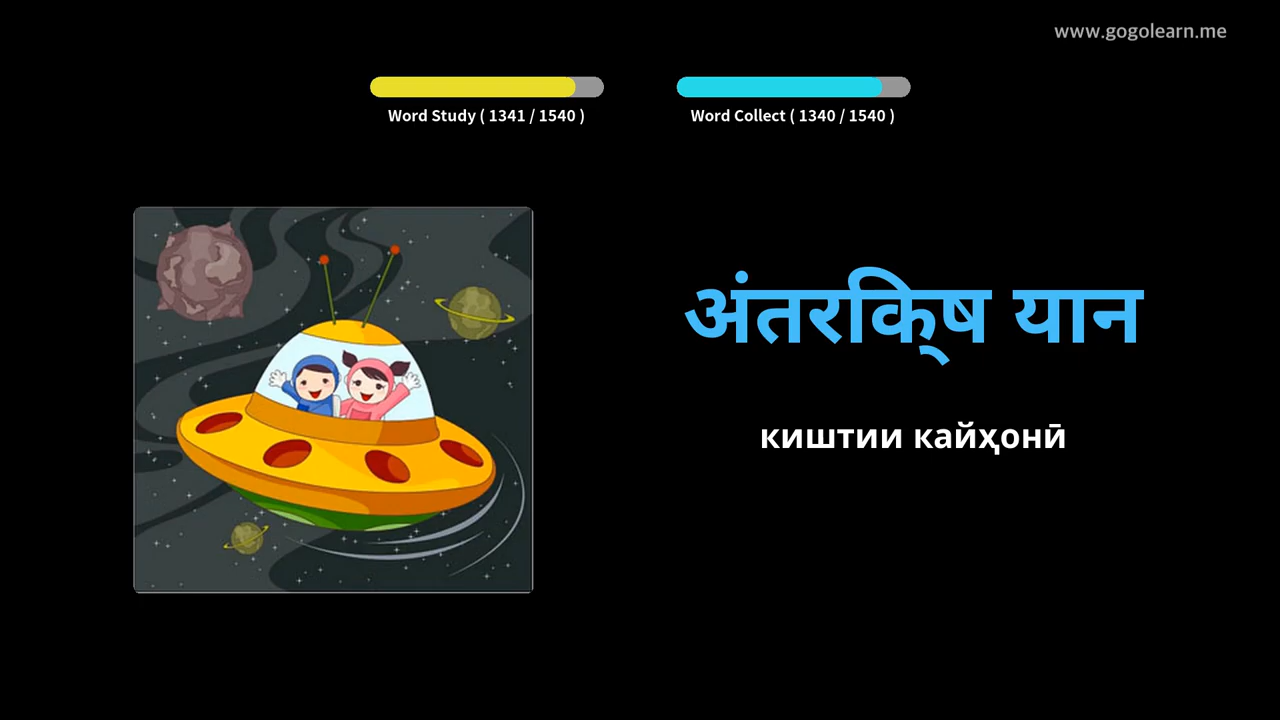 www.gogolearn.me
Word Study ( 1341 / 1540 )
Word Collect ( 1340 / 1540 )
अंतरक्षि यान
киштии кайҳонӣ